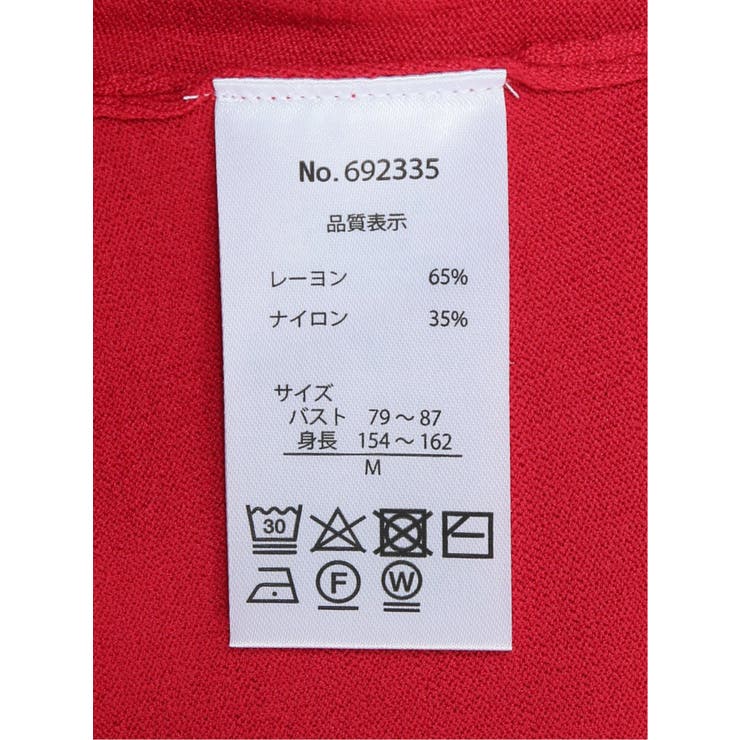 No.692335
品質表示
レーヨン 65%
ナイロン 35%
サイズ
バスト 79～87
身長 154～162
M
30
F W